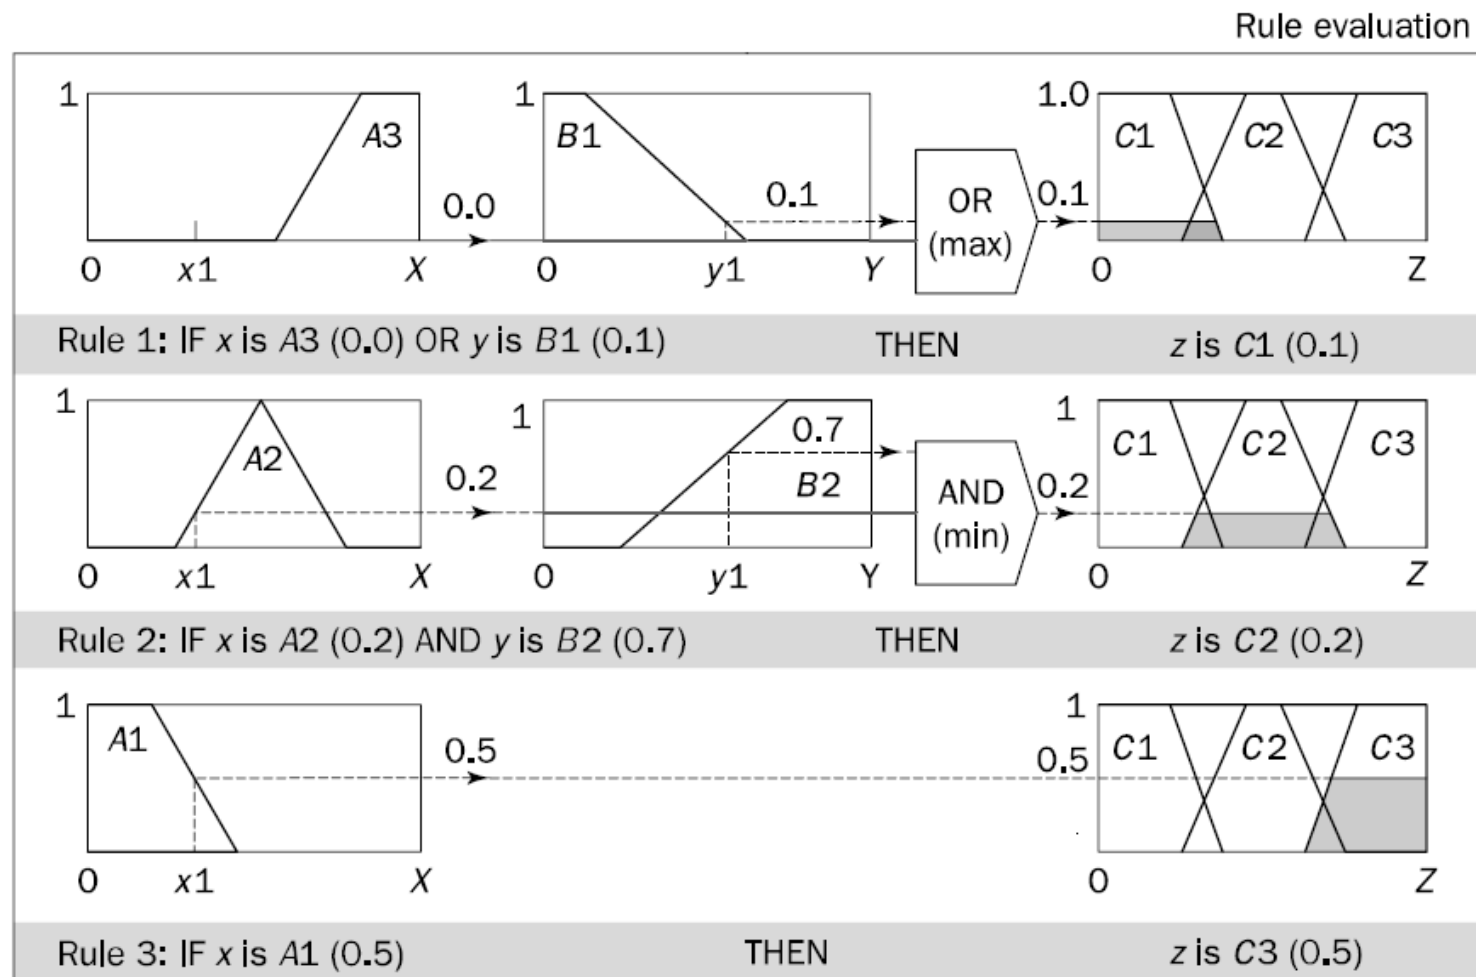 Rule evaluation
1 A3 0.0 1 B1 0.1 OR (max) 0.1 1.0 C1 C2 C3
0 x1 X 0 y1 Y 0 Z
Rule 1: IF x is A3 (0.0) OR y is B1 (0.1) THEN z is C1 (0.1)
1 A2 0.2 1 0.7 B2 AND (min) 0.2 1 C1 C2 C3
0 x1 X 0 y1 Y 0 Z
Rule 2: IF x is A2 (0.2) AND y is B2 (0.7) THEN z is C2 (0.2)
1 A1 0.5 1 0.5 C1 C2 C3
0 x1 X 0 Z
Rule 3: IF x is A1 (0.5) THEN z is C3 (0.5)